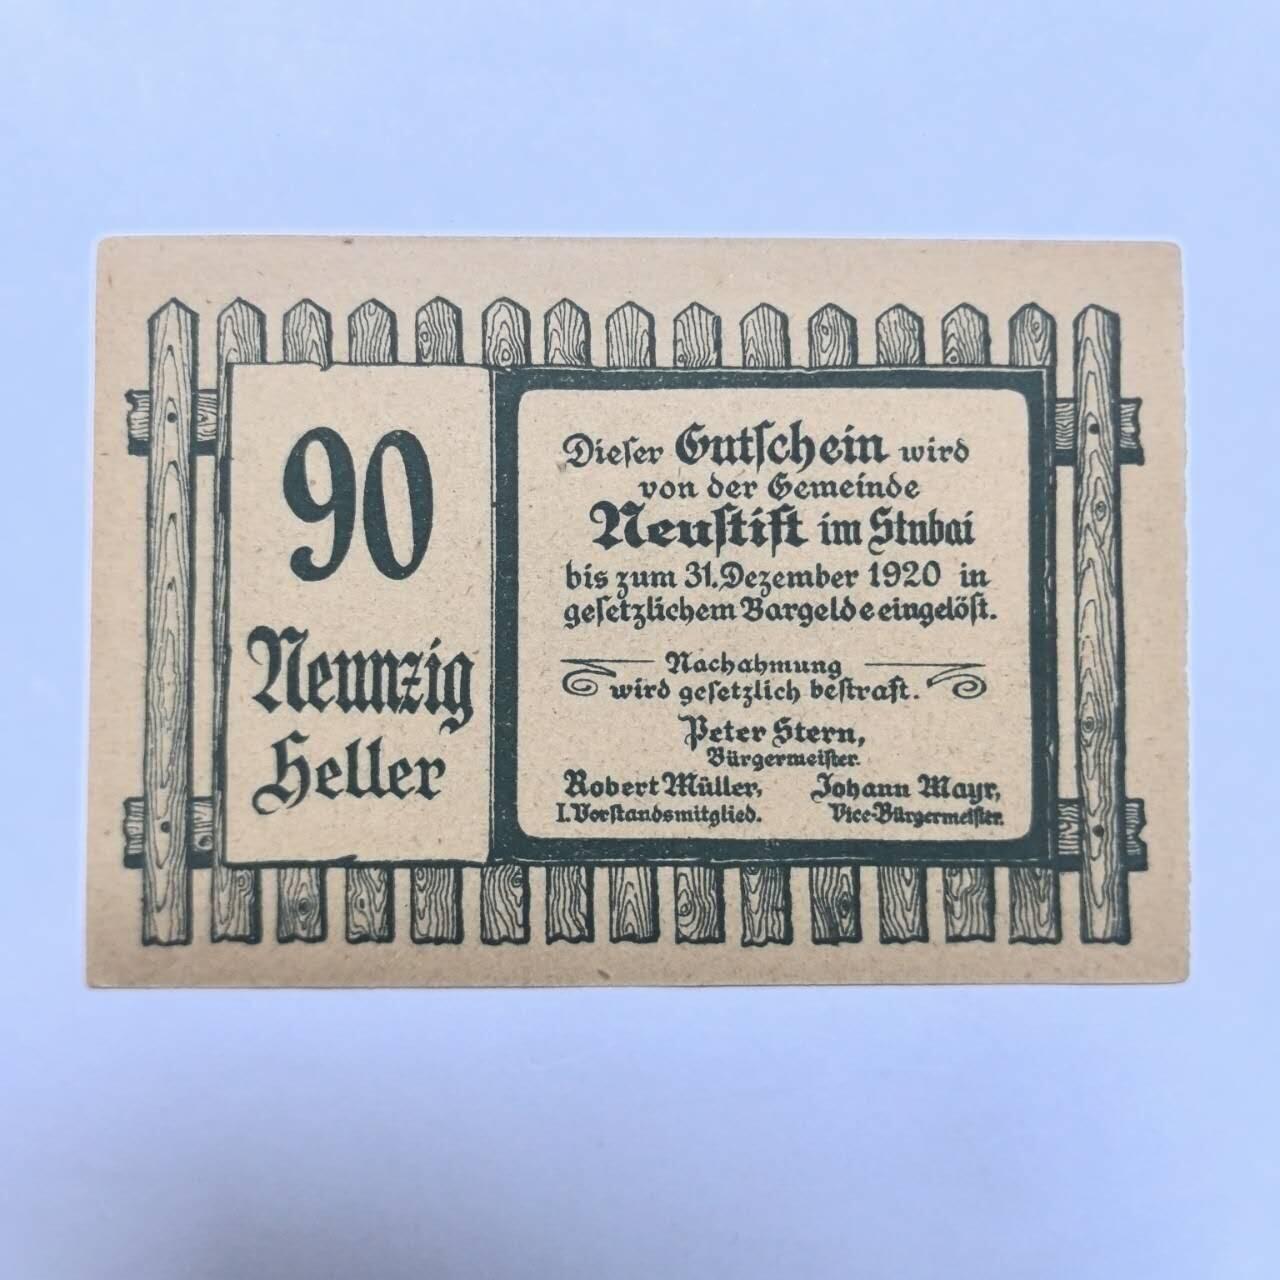 90
Neunzig
Heller
Dieser Gutschein wird
von der Gemeinde
Neustift im Stubai
bis zum 31. Dezember 1920 in
gesetzlichem Bargelde eingelöst.
Nachahmung
wird gesetzlich bestraft.
Peter Stern,
Bürgermeister.
Robert Müller,
I. Vorstandsmitglied.
Johann Mayr,
Vice-Bürgermeister.